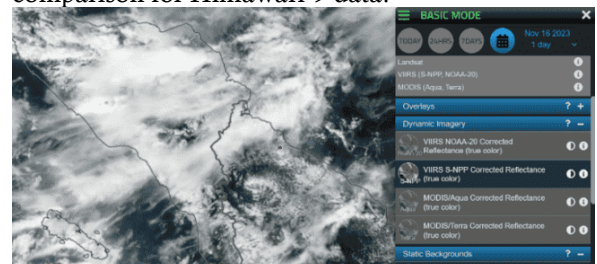 comparison for Himawari-9 data.
BASIC MODE
TODAY 24HRS 7DAYS Nov 16 2023
1 day
Landsat
VIIRS (S-NPP, NOAA-20)
MODIS (Aqua, Terra)
Overlays ? +
Dynamic Imagery ? −
VIIRS NOAA-20 Corrected
Reflectance (true color)
VIIRS S-NPP Corrected Reflectance
(true color)
MODIS/Aqua Corrected Reflectance
(true color)
MODIS/Terra Corrected Reflectance
(true color)
Static Backgrounds ? −